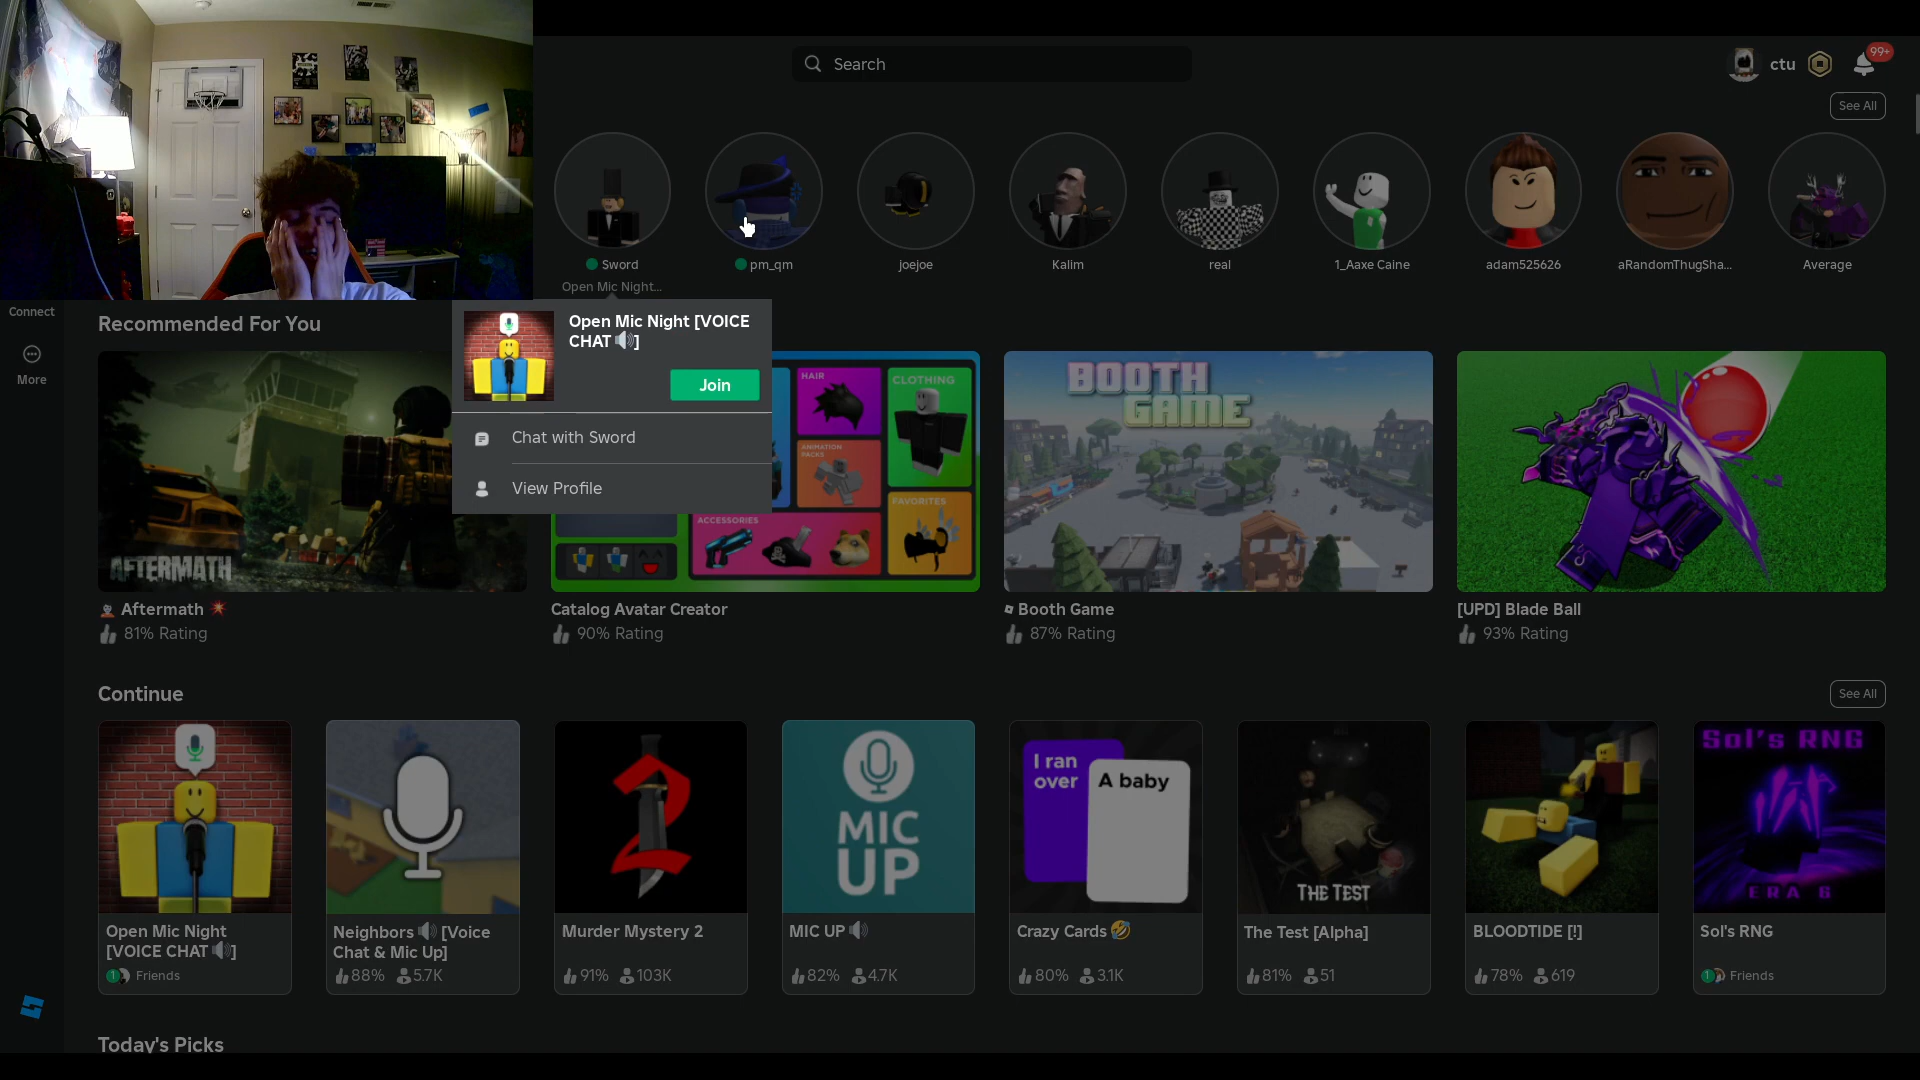 Search
ctu
99+
See All
Sword
Open Mic Night...
pm_qm
joejoe
Kalim
real
1_Aaxe Caine
adam525626
aRandomThugSha...
Average
Connect
More
Recommended For You
Open Mic Night [VOICE
CHAT 🔊]
Join
Chat with Sword
View Profile
AFTERMATH
HAIR
CLOTHING
ANIMATION
PACKS
ACCESSORIES
FAVORITES
BOOTH
GAME
Aftermath
81% Rating
Catalog Avatar Creator
90% Rating
Booth Game
87% Rating
[UPD] Blade Ball
93% Rating
Continue
See All
MIC
UP
I ran
over
A baby
THE TEST
Sol's RNG
ERA 6
Open Mic Night
[VOICE CHAT 🔊]
1 Friends
Neighbors 🔊 [Voice
Chat & Mic Up]
88% 5.7K
Murder Mystery 2
91% 103K
MIC UP 🔊
82% 4.7K
Crazy Cards 🤣
80% 3.1K
The Test [Alpha]
81% 51
BLOODTIDE [!]
78% 619
Sol's RNG
1 Friends
Today's Picks